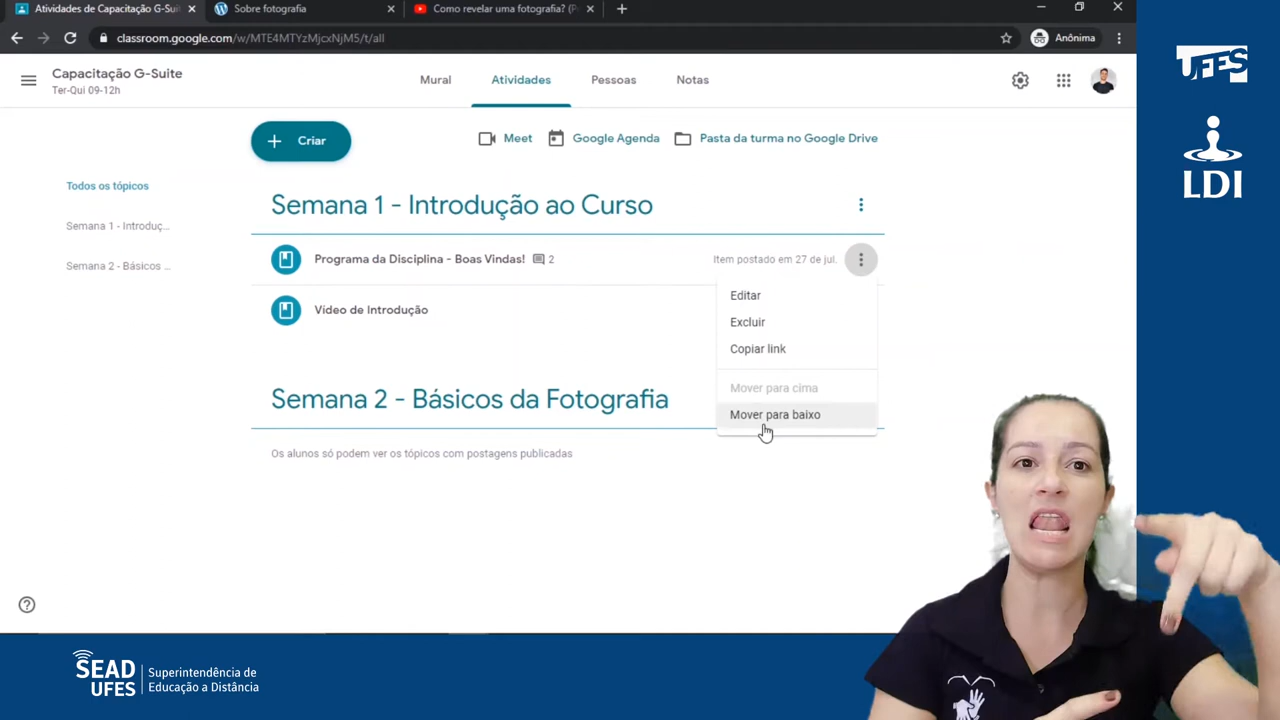 Atividades de Capacitação G-Sui
Sobre fotografia
Como revelar uma fotografia? (P
classroom.google.com/w/MTE4MTYzMjcxNjM5/t/all
Anônima
Capacitação G-Suite
Ter-Qui 09-12h
Mural
Atividades
Pessoas
Notas
Criar
Meet
Google Agenda
Pasta da turma no Google Drive
Todos os tópicos
Semana 1 - Introduç...
Semana 2 - Básicos ...
Semana 1 - Introdução ao Curso
Programa da Disciplina - Boas Vindas! 2
Item postado em 27 de jul.
Vídeo de Introdução
Editar
Excluir
Copiar link
Mover para cima
Mover para baixo
Semana 2 - Básicos da Fotografia
Os alunos só podem ver os tópicos com postagens publicadas
UFES
LDI
SEAD
UFES
Superintendência de
Educação a Distância